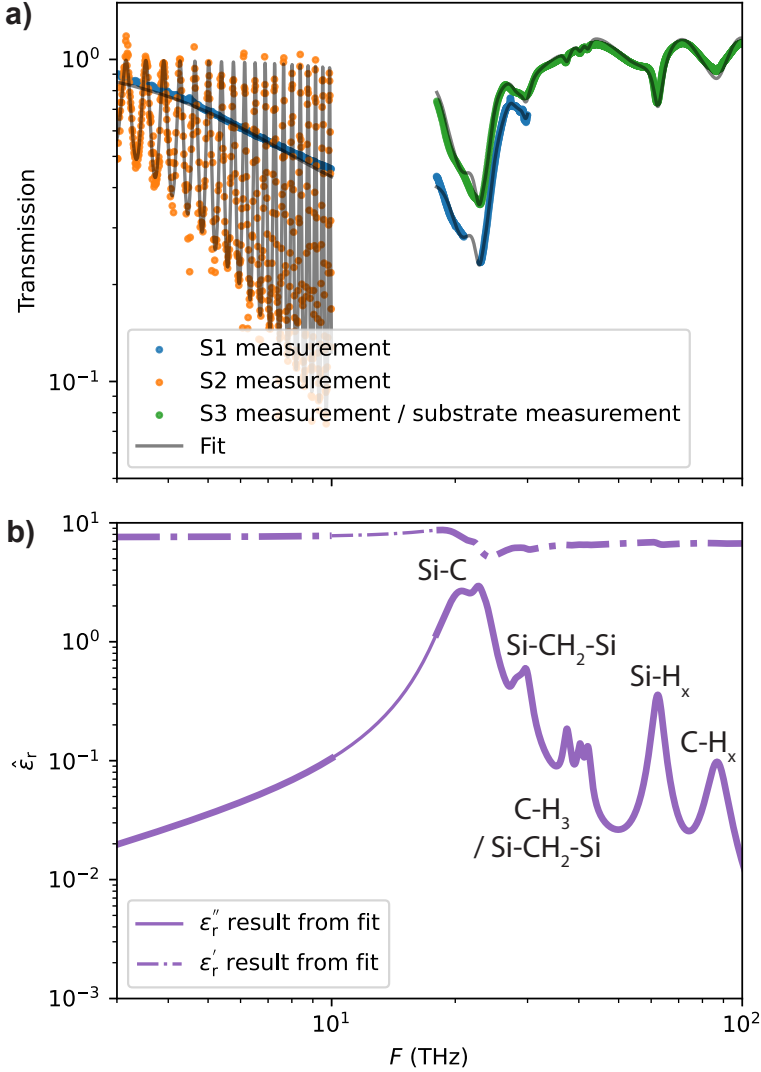 a)
10⁰
10⁻¹
Transmission
S1 measurement
S2 measurement
S3 measurement / substrate measurement
Fit
b)
10¹
10⁰
10⁻¹
10⁻²
10⁻³
ε̂ᵣ
Si-C
Si-CH₂-Si
Si-Hₓ
C-Hₓ
C-H₃
/ Si-CH₂-Si
εᵣ″ result from fit
εᵣ′ result from fit
10¹
10²
F (THz)